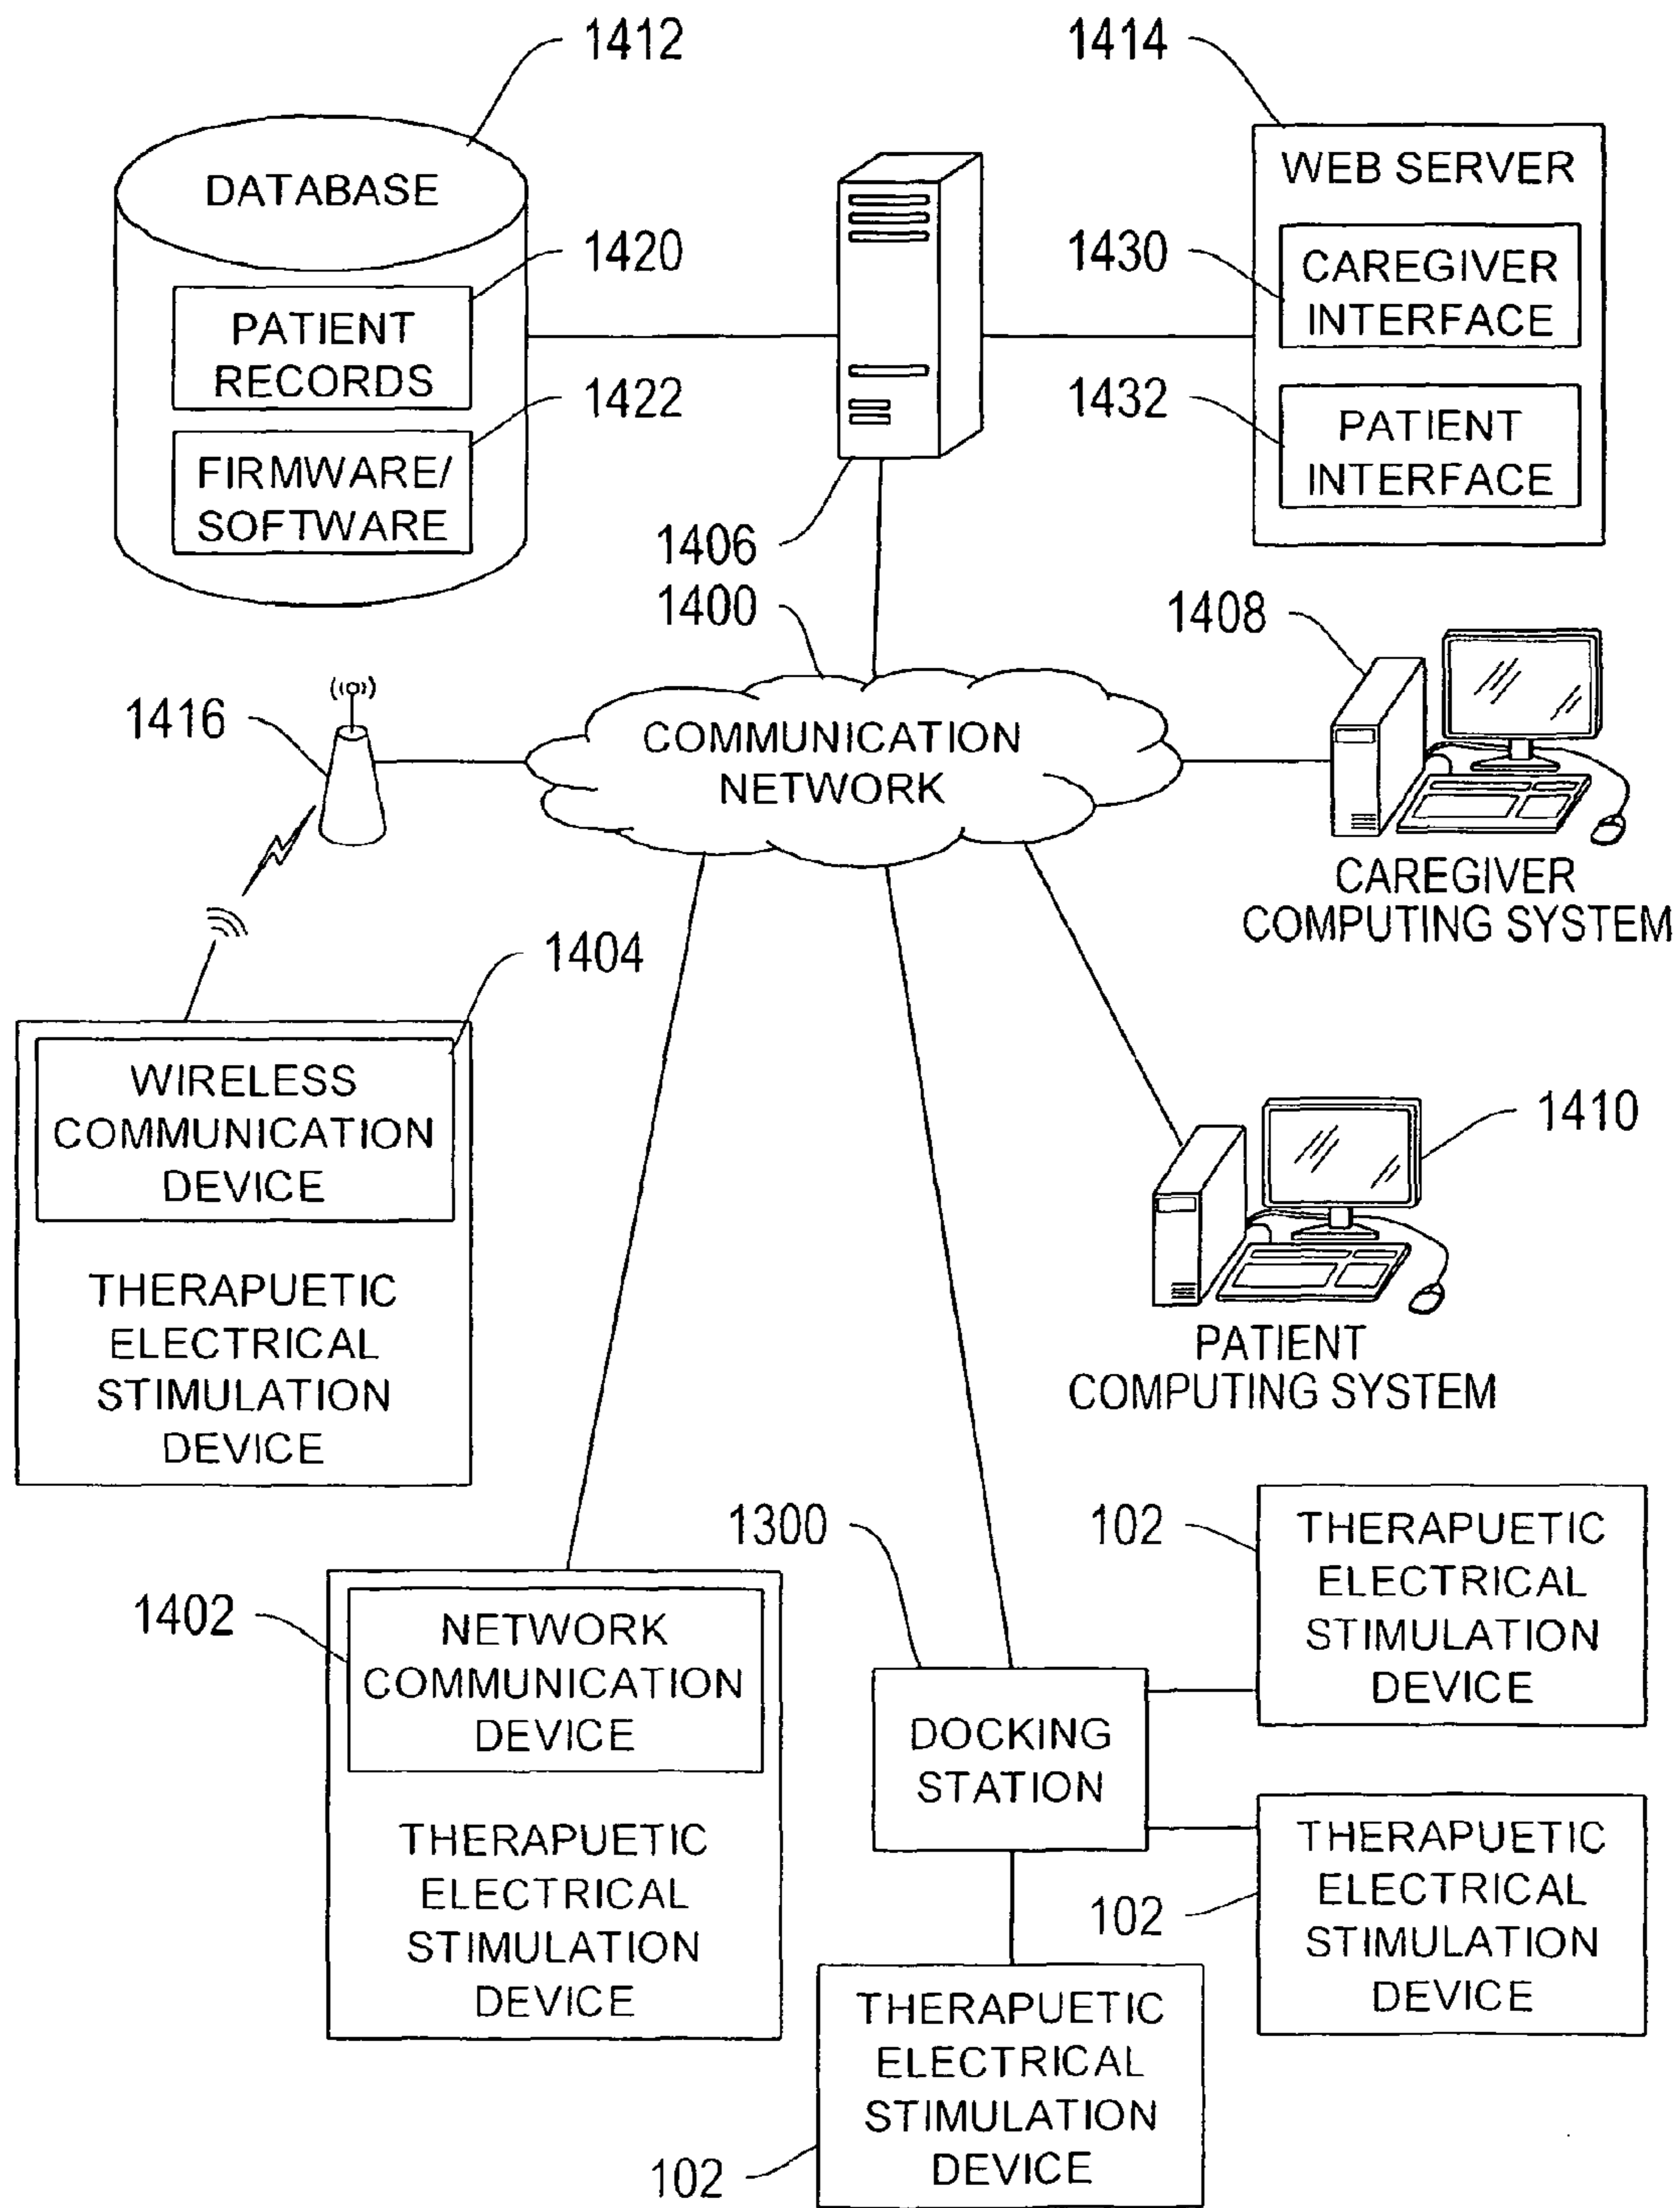 1412
1414
DATABASE
WEB SERVER
1420
1430
PATIENT
RECORDS
CAREGIVER
INTERFACE
1422
1432
FIRMWARE/
SOFTWARE
PATIENT
INTERFACE
1406
1400
1408
1416
COMMUNICATION
NETWORK
CAREGIVER
COMPUTING SYSTEM
1404
WIRELESS
COMMUNICATION
DEVICE
THERAPUETIC
ELECTRICAL
STIMULATION
DEVICE
1410
PATIENT
COMPUTING SYSTEM
1402
NETWORK
COMMUNICATION
DEVICE
THERAPUETIC
ELECTRICAL
STIMULATION
DEVICE
1300
DOCKING
STATION
102
THERAPUETIC
ELECTRICAL
STIMULATION
DEVICE
102
THERAPUETIC
ELECTRICAL
STIMULATION
DEVICE
102
THERAPUETIC
ELECTRICAL
STIMULATION
DEVICE